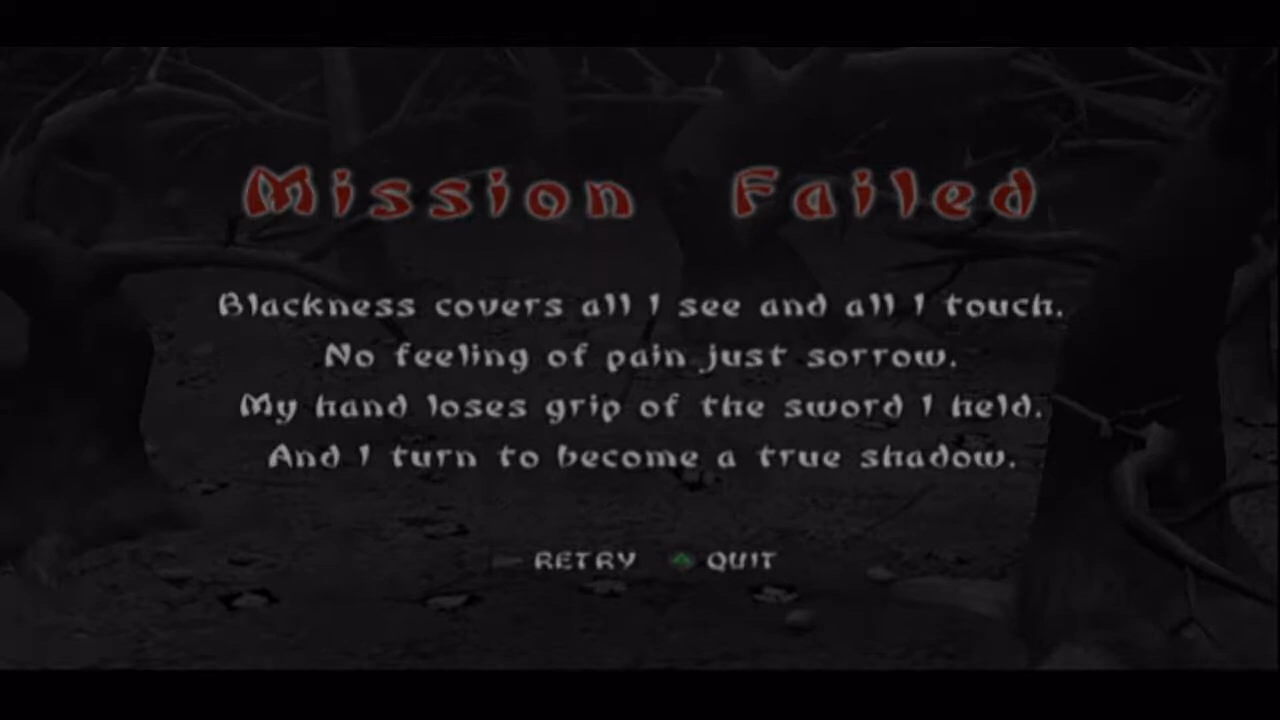 Mission Failed
Blackness covers all I see and all I touch.
No feeling of pain just sorrow.
My hand loses grip of the sword I held.
And I turn to become a true shadow.
RETRY QUIT